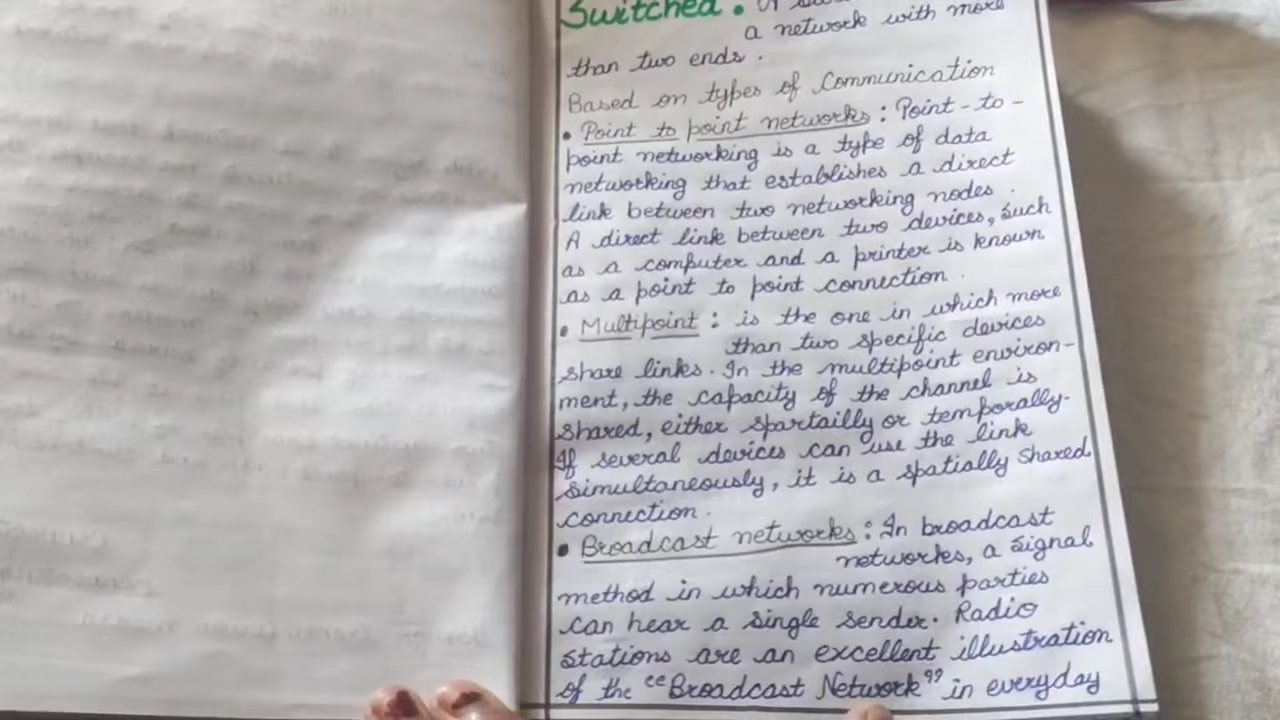 Switched. 
a network with more
than two ends.
Based on types of Communication
• Point to point networks: Point-to-
point networking is a type of data
networking that establishes a direct
link between two networking nodes.
A direct link between two devices, such
as a computer and a printer is known
as a point to point connection.
• Multipoint: is the one in which more
than two specific devices
share links. In the multipoint environ-
ment, the capacity of the channel is
shared, either spartailly or temporally.
If several devices can use the link
simultaneously, it is a spatially shared
connection.
• Broadcast networks: In broadcast
networks, a signal
method in which numerous parties
can hear a single sender. Radio
stations are an excellent illustration
of the "Broadcast Network" in everyday